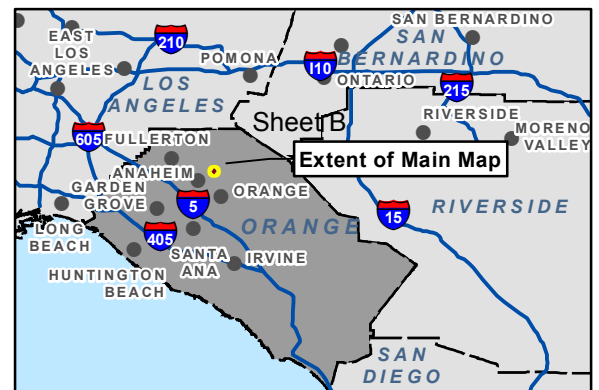 SAN BERNARDINO
EAST
LOS
ANGELES
210
SAN
BERNARDINO
POMONA
I10
ONTARIO
LOS
ANGELES
215
RIVERSIDE
MORENO
VALLEY
Sheet B
605
FULLERTON
Extent of Main Map
ANAHEIM
GARDEN
GROVE
ORANGE
5
15
RIVERSIDE
ORANGE
LONG
BEACH
405
SANTA
ANA
IRVINE
HUNTINGTON
BEACH
SAN
DIEGO